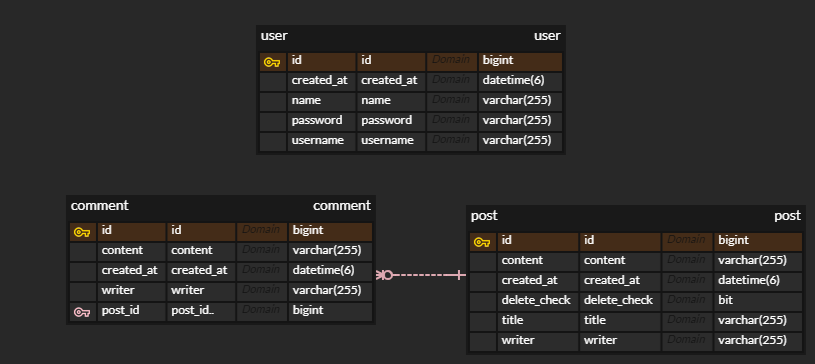 user user
id id Domain bigint
created_at created_at Domain datetime(6)
name name Domain varchar(255)
password password Domain varchar(255)
username username Domain varchar(255)
comment comment
id id Domain bigint
content content Domain varchar(255)
created_at created_at Domain datetime(6)
writer writer Domain varchar(255)
post_id post_id.. Domain bigint
post post
id id Domain bigint
content content Domain varchar(255)
created_at created_at Domain datetime(6)
delete_check delete_check Domain bit
title title Domain varchar(255)
writer writer Domain varchar(255)